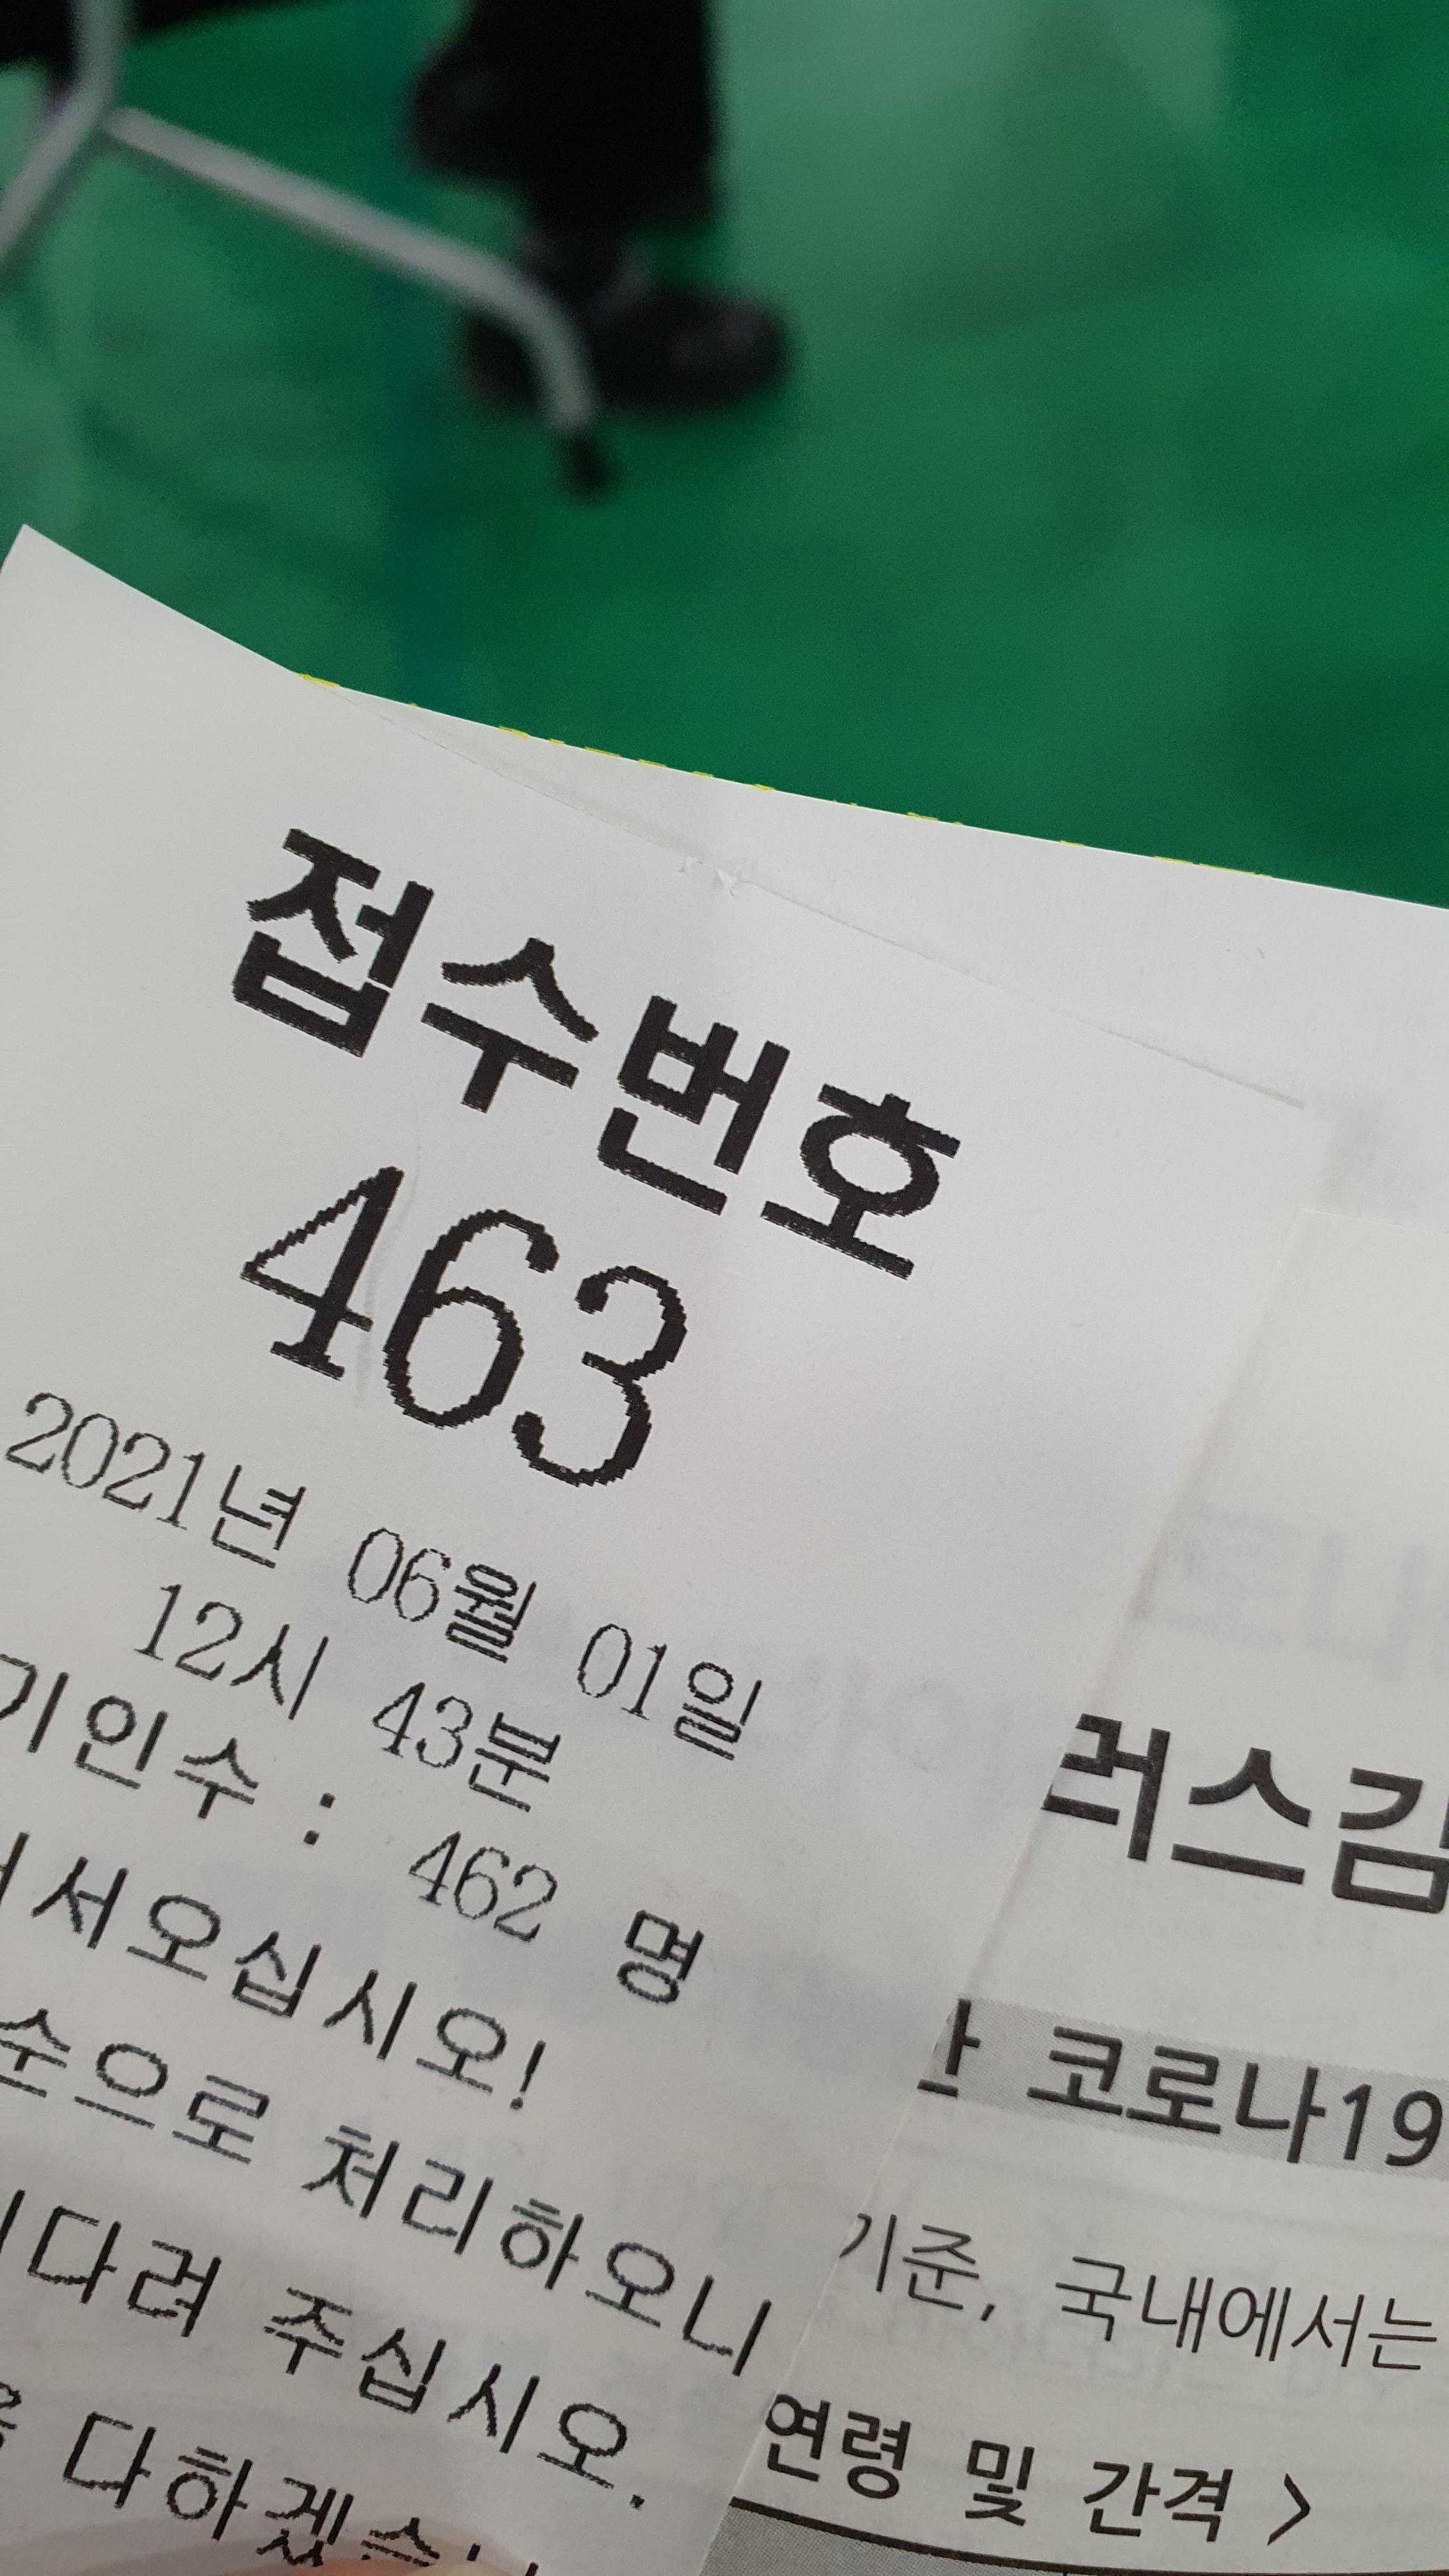 접수번호
463
2021년 06월 01일
12시 43분
기인수 : 462 명
서오십시오!
순으로 처리하오니
다려 주십시오.
다하겠습
러스감
코로나19
기준, 국내에서는
연령 및 간격 >